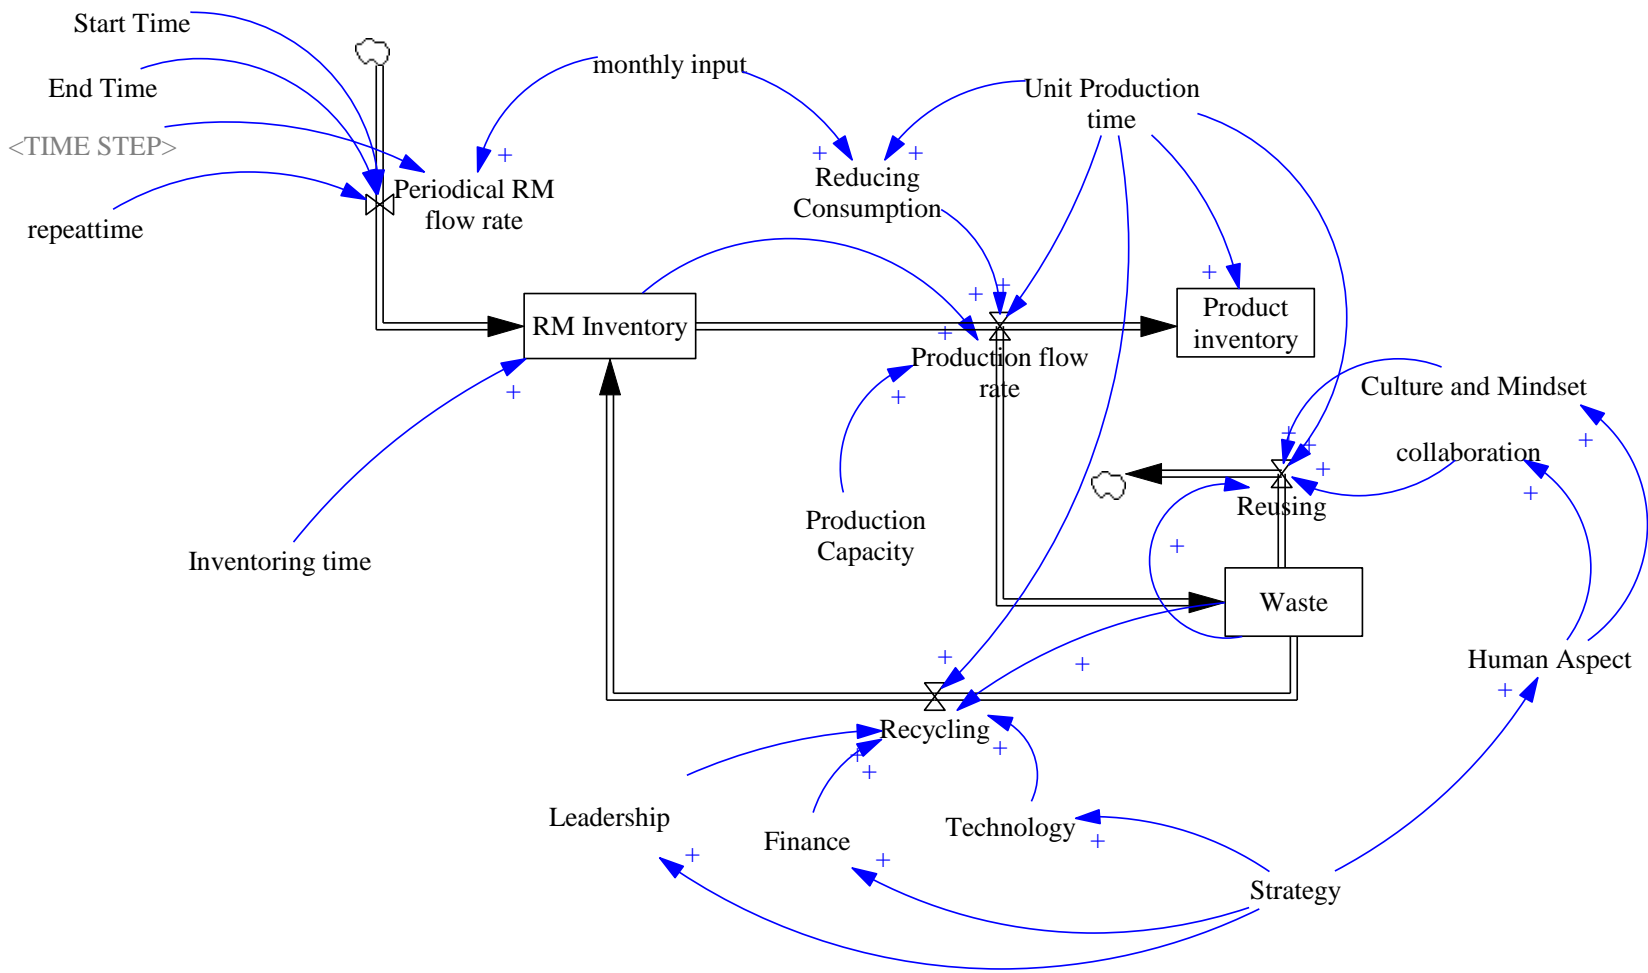 Start Time
monthly input
End Time
Unit Production
time
<TIME STEP>
Periodical RM
flow rate
Reducing
Consumption
repeattime
RM Inventory
Product
inventory
Production flow
rate
Culture and Mindset
collaboration
Reusing
Production
Capacity
Inventoring time
Waste
Human Aspect
Recycling
Leadership
Finance
Technology
Strategy